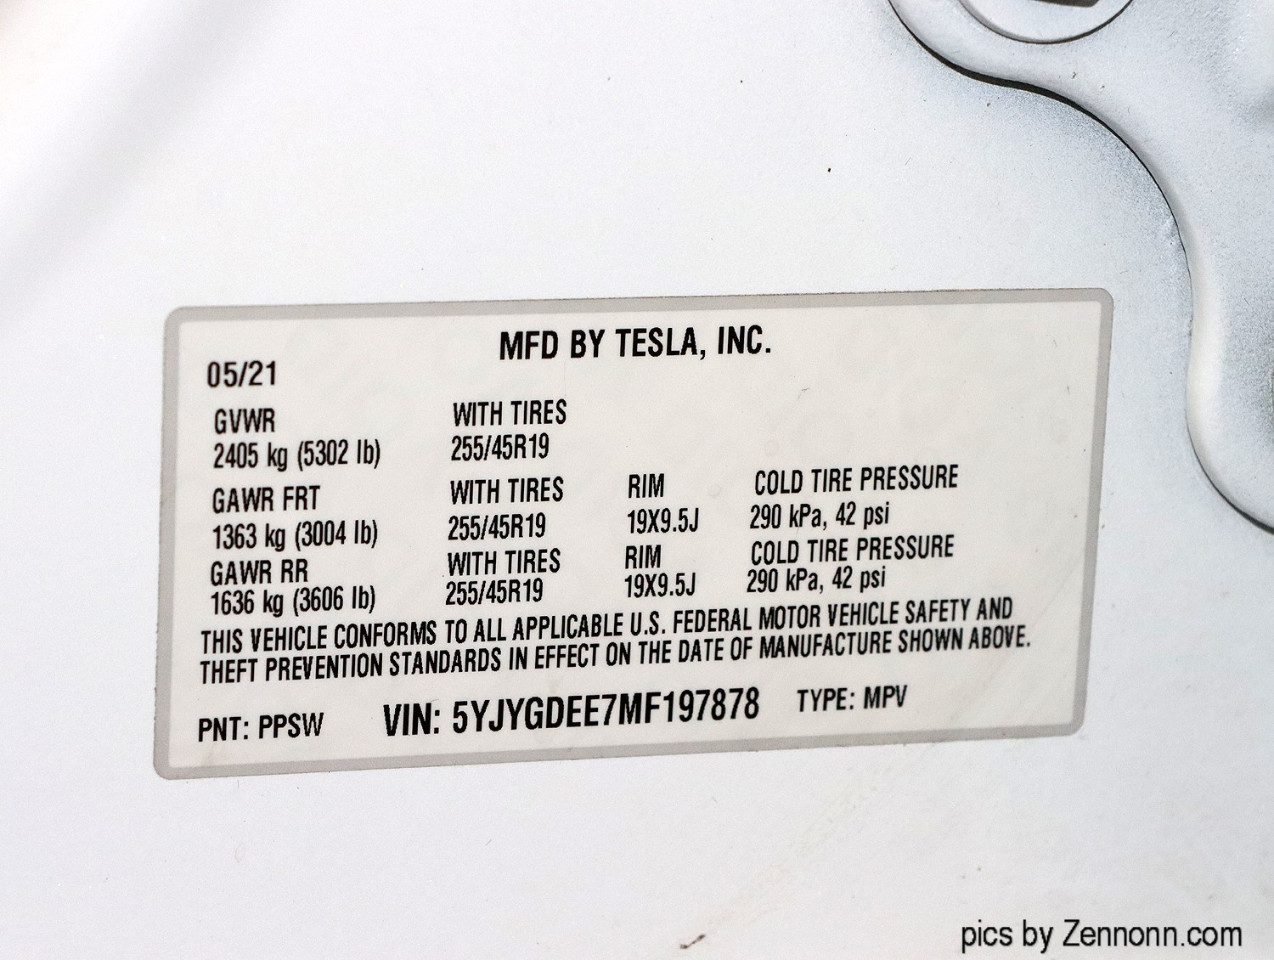 MFD BY TESLA, INC.
05/21
GVWR WITH TIRES
2405 kg (5302 lb) 255/45R19
GAWR FRT WITH TIRES RIM COLD TIRE PRESSURE
1363 kg (3004 lb) 255/45R19 19X9.5J 290 kPa, 42 psi
GAWR RR WITH TIRES RIM COLD TIRE PRESSURE
1636 kg (3606 lb) 255/45R19 19X9.5J 290 kPa, 42 psi
THIS VEHICLE CONFORMS TO ALL APPLICABLE U.S. FEDERAL MOTOR VEHICLE SAFETY AND
THEFT PREVENTION STANDARDS IN EFFECT ON THE DATE OF MANUFACTURE SHOWN ABOVE.
PNT: PPSW VIN: 5YJYGDEE7MF197878 TYPE: MPV
pics by Zennonn.com